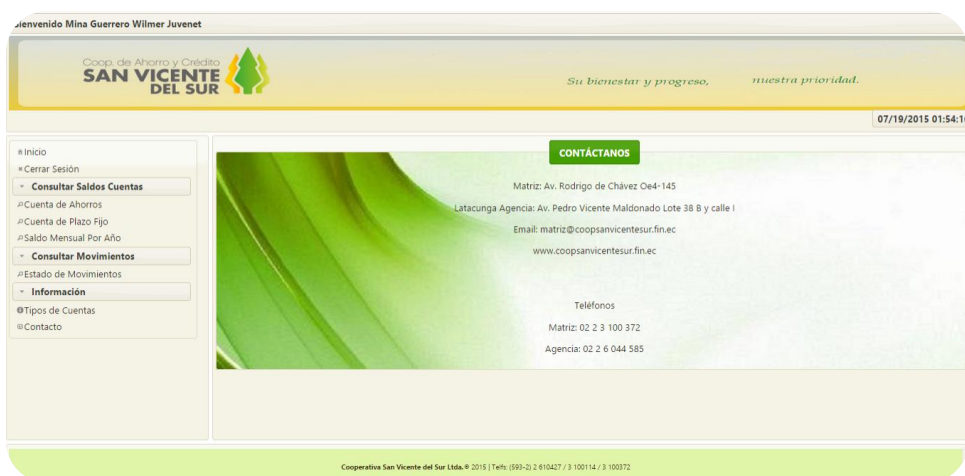 Bienvenido Mina Guerrero Wilmer Juvenet
Coop. de Ahorro y Crédito
SAN VICENTE
DEL SUR
Su bienestar y progreso, nuestra prioridad.
07/19/2015 01:54:16
Inicio
Cerrar Sesión
Consultar Saldos Cuentas
Cuenta de Ahorros
Cuenta de Plazo Fijo
Saldo Mensual Por Año
Consultar Movimientos
Estado de Movimientos
Información
Tipos de Cuentas
Contacto
CONTÁCTANOS
Matriz: Av. Rodrigo de Chávez Oe4-145
Latacunga Agencia: Av. Pedro Vicente Maldonado Lote 38 B y calle I
Email: matriz@coopsanvicentesur.fin.ec
www.coopsanvicentesur.fin.ec
Teléfonos
Matriz: 02 2 3 100 372
Agencia: 02 2 6 044 585
Cooperativa San Vicente del Sur Ltda.® 2015 | Telfs: (593-2) 2 610427 / 3 100114 / 3 100372